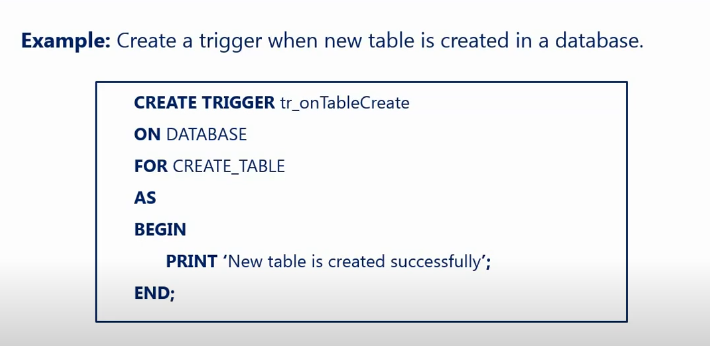 Example: Create a trigger when new table is created in a database.
CREATE TRIGGER tr_onTableCreate
ON DATABASE
FOR CREATE_TABLE
AS
BEGIN
PRINT ‘New table is created successfully’;
END;